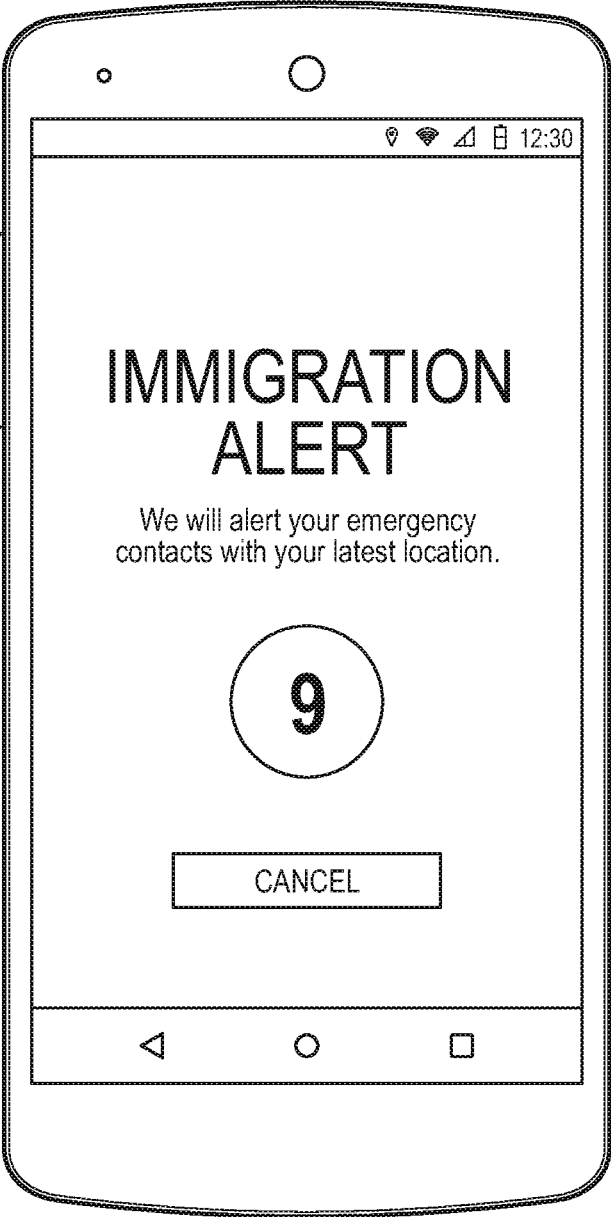 12:30
IMMIGRATION
ALERT
We will alert your emergency
contacts with your latest location.
9
CANCEL